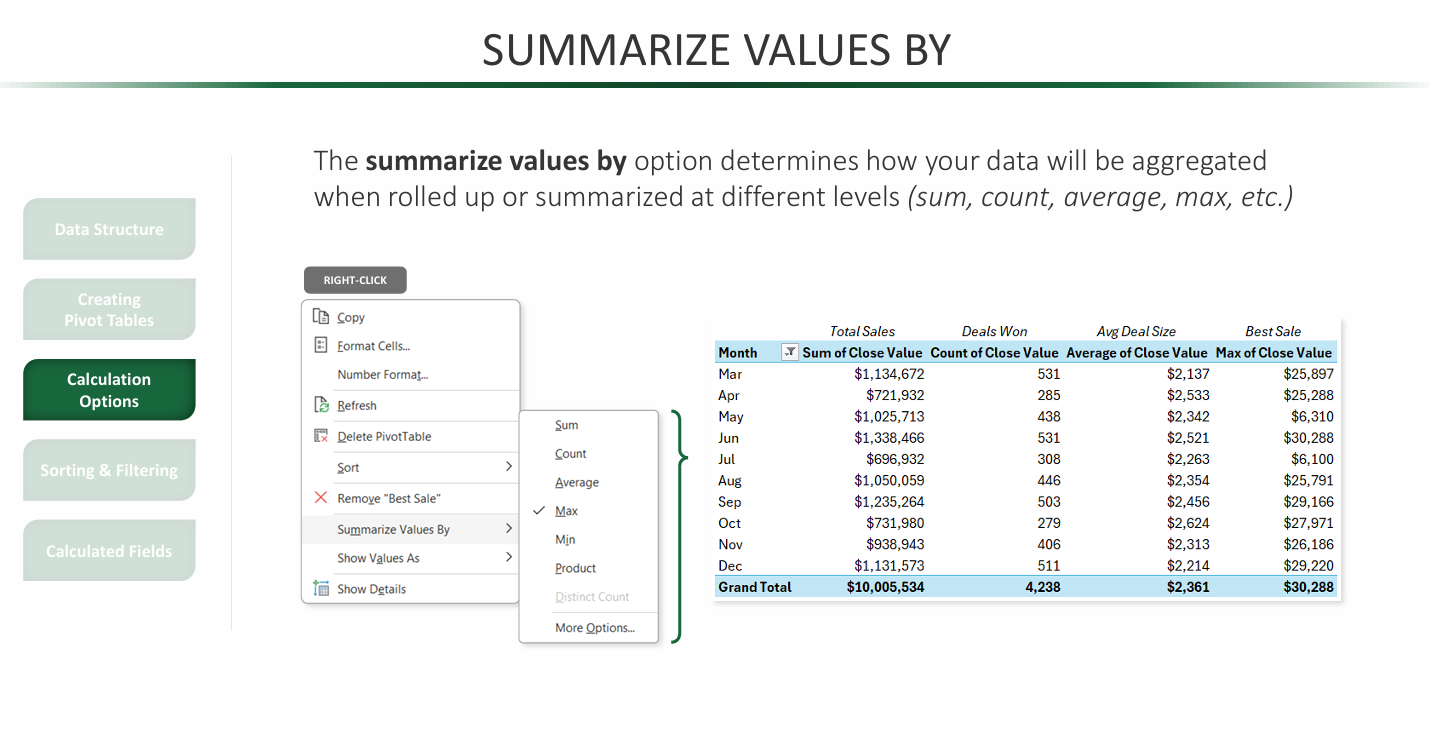 SUMMARIZE VALUES BY
The summarize values by option determines how your data will be aggregated
when rolled up or summarized at different levels (sum, count, average, max, etc.)
Data Structure
Creating
Pivot Tables
Calculation
Options
Sorting & Filtering
Calculated Fields
RIGHT-CLICK
Copy
Format Cells...
Number Format...
Refresh
Delete PivotTable
Sort
Remove "Best Sale"
Summarize Values By
Show Values As
Show Details
Sum
Count
Average
Max
Min
Product
Distinct Count
More Options...
Total Sales Deals Won Avg Deal Size Best Sale
Month Sum of Close Value Count of Close Value Average of Close Value Max of Close Value
Mar $1,134,672 531 $2,137 $25,897
Apr $721,932 285 $2,533 $25,288
May $1,025,713 438 $2,342 $6,310
Jun $1,338,466 531 $2,521 $30,288
Jul $696,932 308 $2,263 $6,100
Aug $1,050,059 446 $2,354 $25,791
Sep $1,235,264 503 $2,456 $29,166
Oct $731,980 279 $2,624 $27,971
Nov $938,943 406 $2,313 $26,186
Dec $1,131,573 511 $2,214 $29,220
Grand Total $10,005,534 4,238 $2,361 $30,288